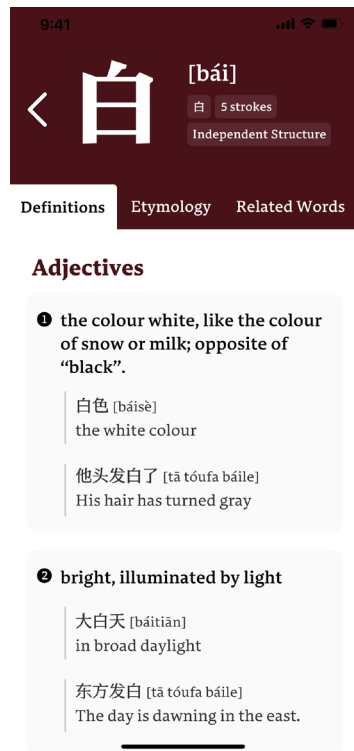 9:41
白
[bái]
白 5 strokes
Independent Structure
Definitions Etymology Related Words
Adjectives
❶ the colour white, like the colour
of snow or milk; opposite of
“black”.
白色 [báisè]
the white colour
他头发白了 [tā tóufa báile]
His hair has turned gray
❷ bright, illuminated by light
大白天 [báitiān]
in broad daylight
东方发白 [tā tóufa báile]
The day is dawning in the east.